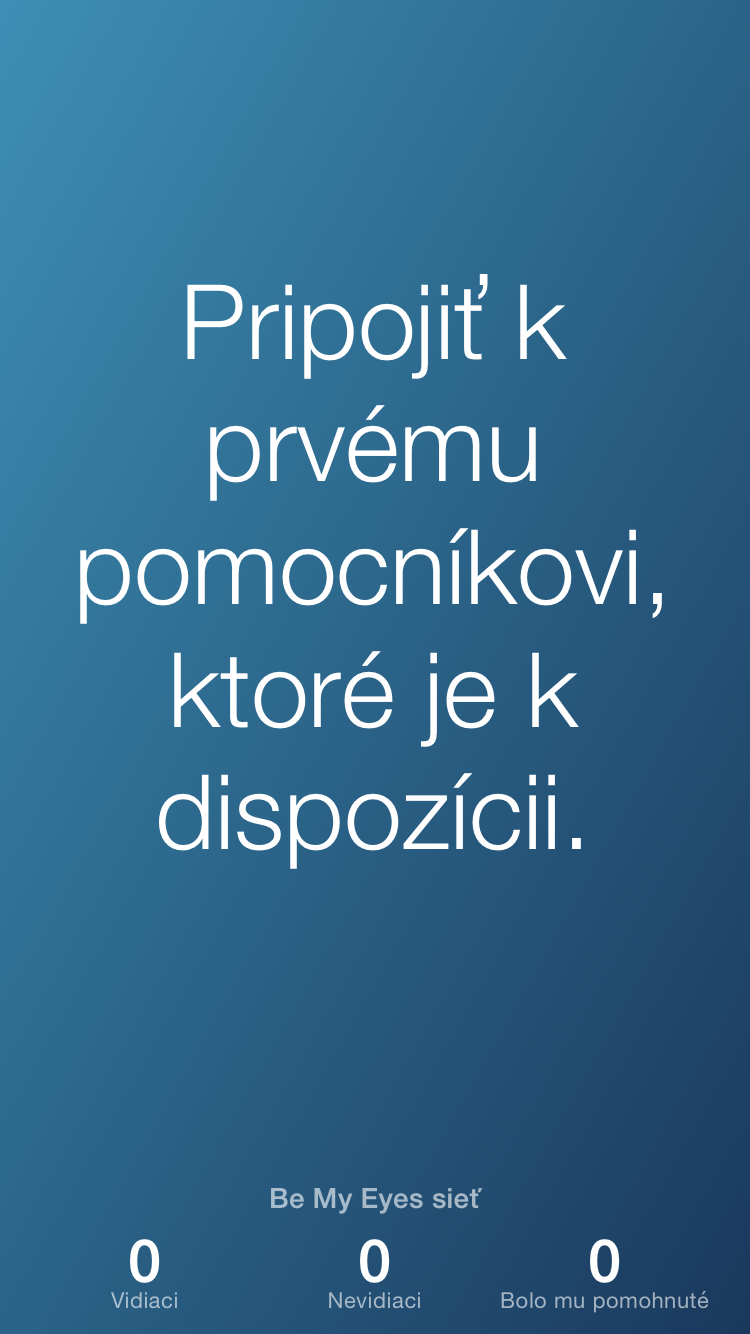 Pripojiť k
prvému
pomocníkovi,
ktoré je k
dispozícii.
Be My Eyes sieť
0 0 0
Vidiaci Nevidiaci Bolo mu pomohnuté